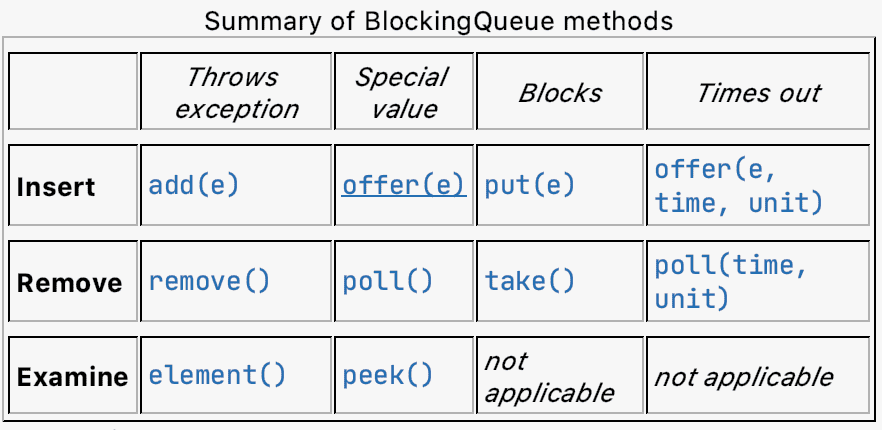 Summary of BlockingQueue methods
Throws exception
Special value
Blocks
Times out
Insert
add(e)
offer(e)
put(e)
offer(e,
time, unit)
Remove
remove()
poll()
take()
poll(time,
unit)
Examine
element()
peek()
not
applicable
not applicable